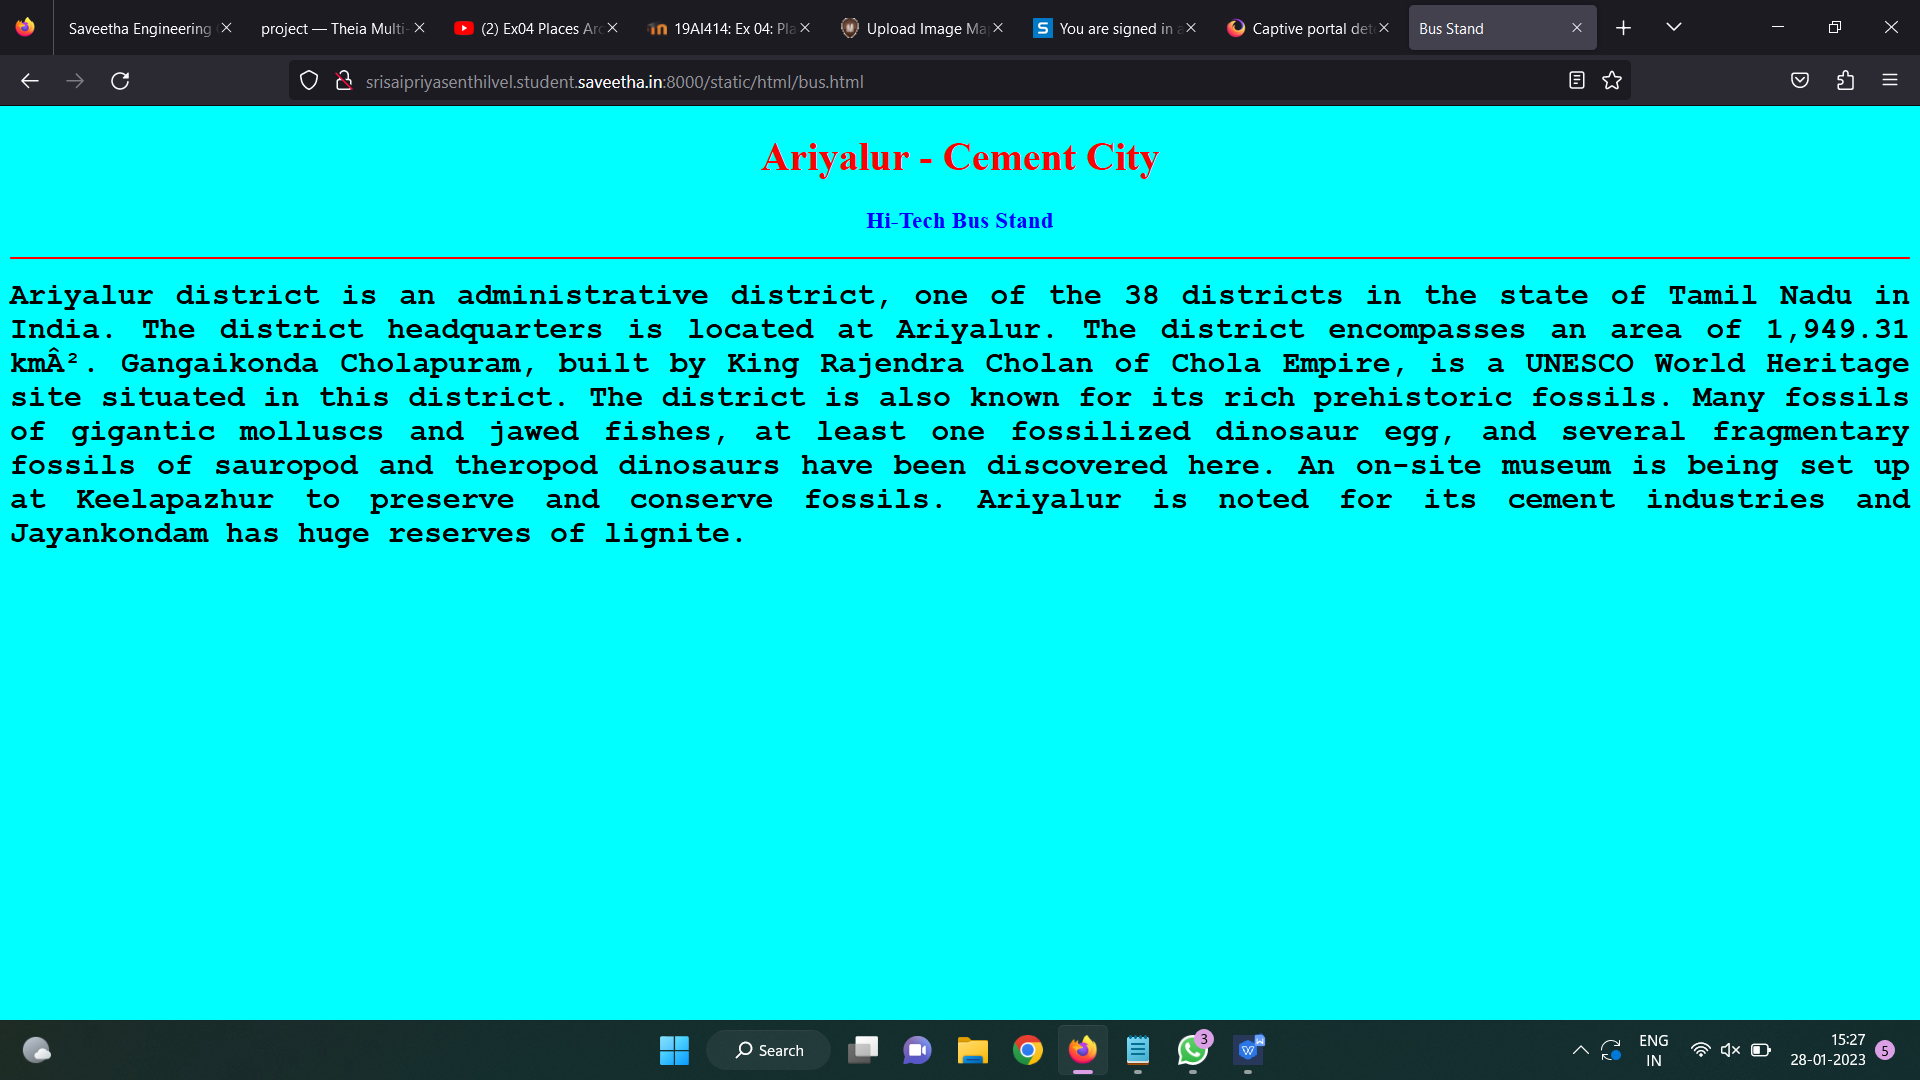 Saveetha Engineering
project — Theia Multi-
(2) Ex04 Places Arc
19AI414: Ex 04: Pla
Upload Image Ma
You are signed in a
Captive portal det
Bus Stand
srisaipriyasenthilvel.student.saveetha.in:8000/static/html/bus.html
Ariyalur - Cement City
Hi-Tech Bus Stand
Ariyalur district is an administrative district, one of the 38 districts in the state of Tamil Nadu in
India. The district headquarters is located at Ariyalur. The district encompasses an area of 1,949.31
kmÂ². Gangaikonda Cholapuram, built by King Rajendra Cholan of Chola Empire, is a UNESCO World Heritage
site situated in this district. The district is also known for its rich prehistoric fossils. Many fossils
of gigantic molluscs and jawed fishes, at least one fossilized dinosaur egg, and several fragmentary
fossils of sauropod and theropod dinosaurs have been discovered here. An on-site museum is being set up
at Keelapazhur to preserve and conserve fossils. Ariyalur is noted for its cement industries and
Jayankondam has huge reserves of lignite.
Search
3
ENG
IN
15:27
28-01-2023
5